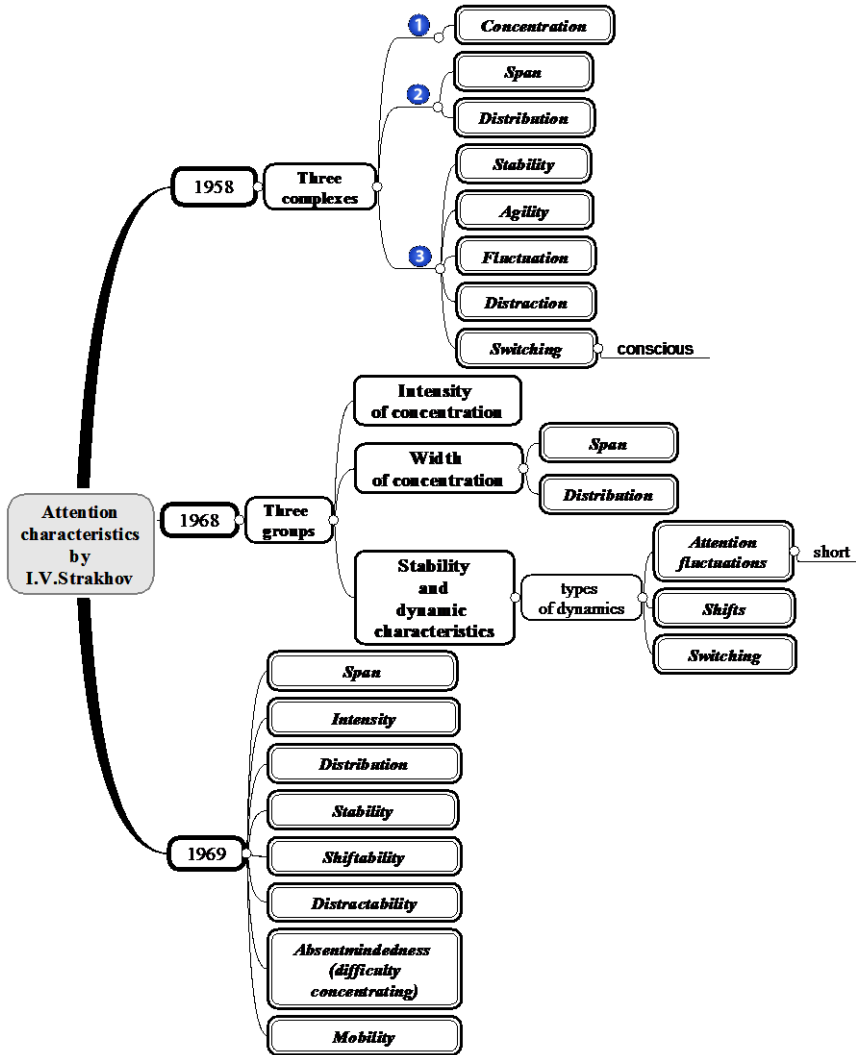 Attention
characteristics
by
I.V.Strakhov
1958
Three
complexes
1
Concentration
2
Span
Distribution
3
Stability
Agility
Fluctuation
Distraction
Switching
conscious
1968
Three
groups
Intensity
of concentration
Width
of concentration
Span
Distribution
Stability
and
dynamic
characteristics
types
of dynamics
Attention
fluctuations
short
Shifts
Switching
1969
Span
Intensity
Distribution
Stability
Shiftability
Distractability
Absentmindedness
(difficulty
concentrating)
Mobility